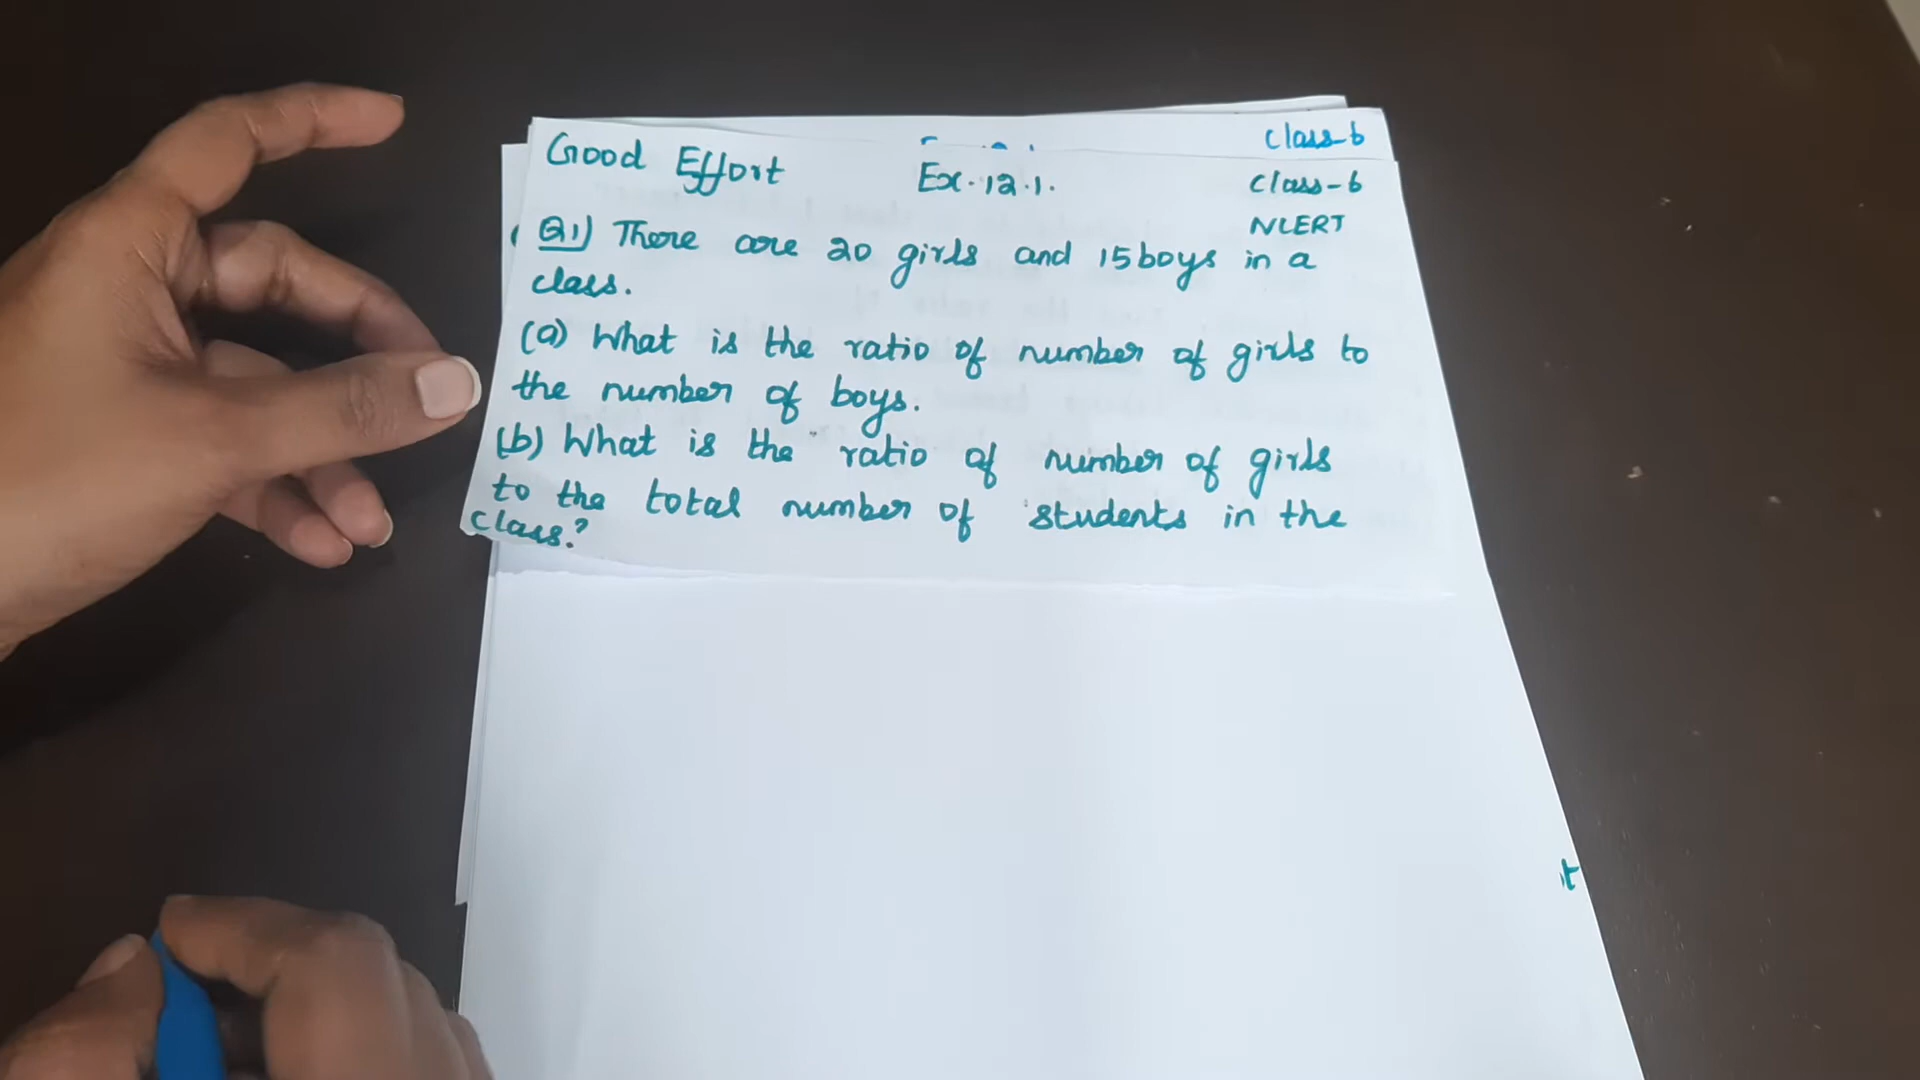 Class-6
Good Effort
Ex. 12.1.
Class-6
NCERT
Q1) There are 20 girls and 15 boys in a
class.
(a) What is the ratio of number of girls to
the number of boys.
(b) What is the ratio of number of girls
to the total number of students in the
class?